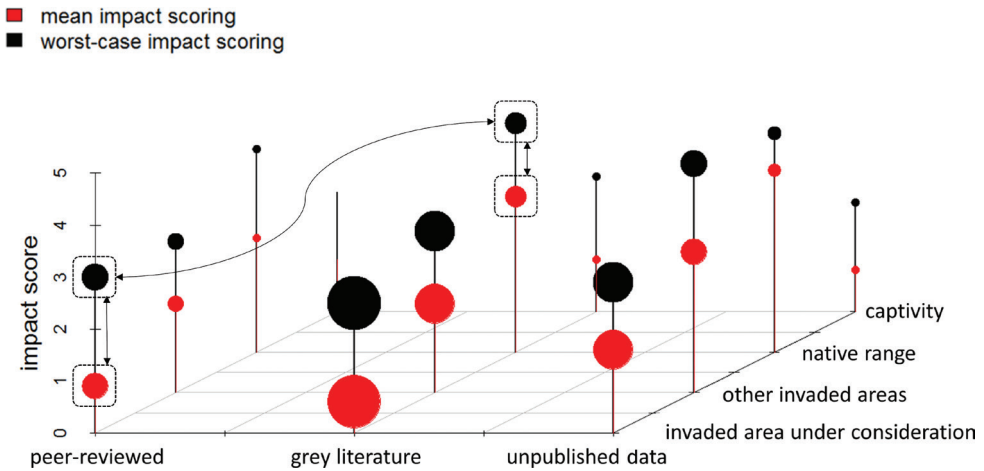 mean impact scoring
worst-case impact scoring
impact score
5
4
3
2
1
0
captivity
native range
other invaded areas
invaded area under consideration
peer-reviewed
grey literature
unpublished data